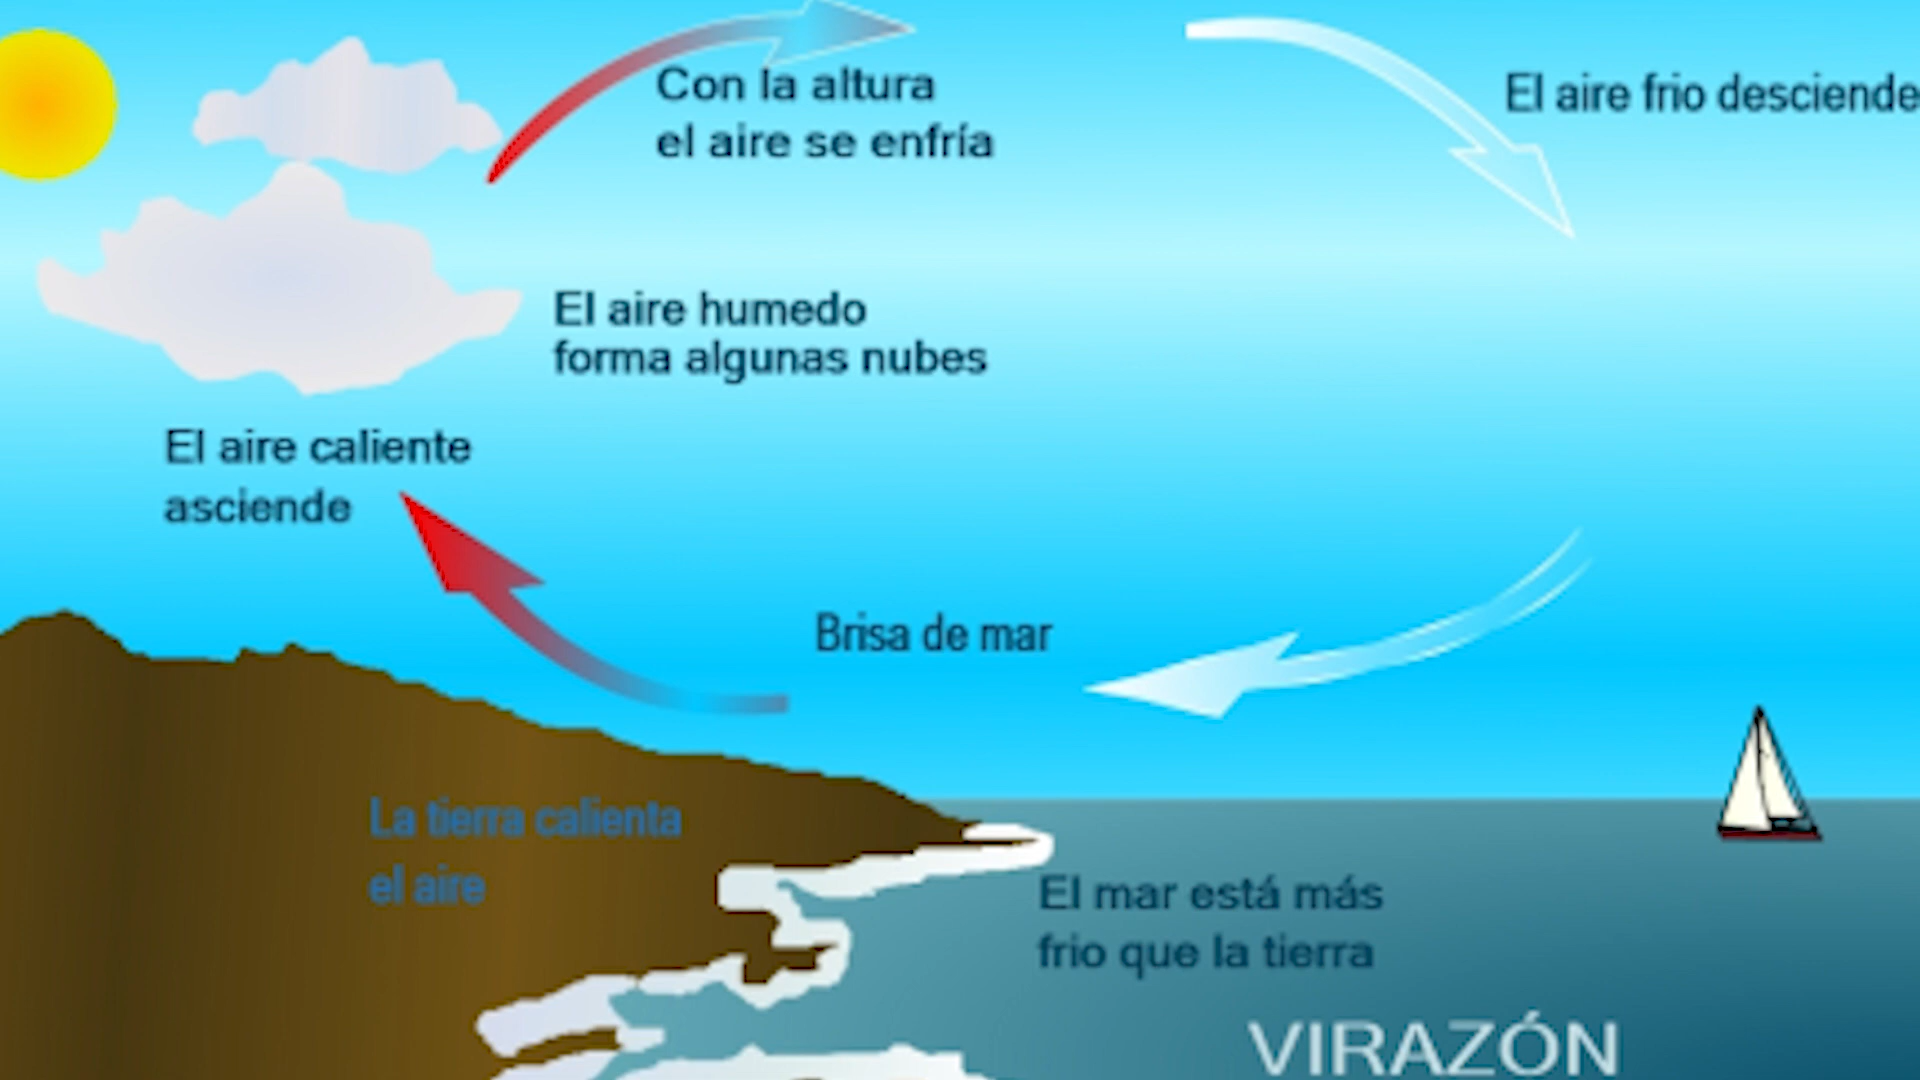 Con la altura
el aire se enfría
El aire frio desciende
El aire humedo
forma algunas nubes
El aire caliente
asciende
Brisa de mar
La tierra calienta
el aire
El mar está más
frio que la tierra
VIRAZÓN